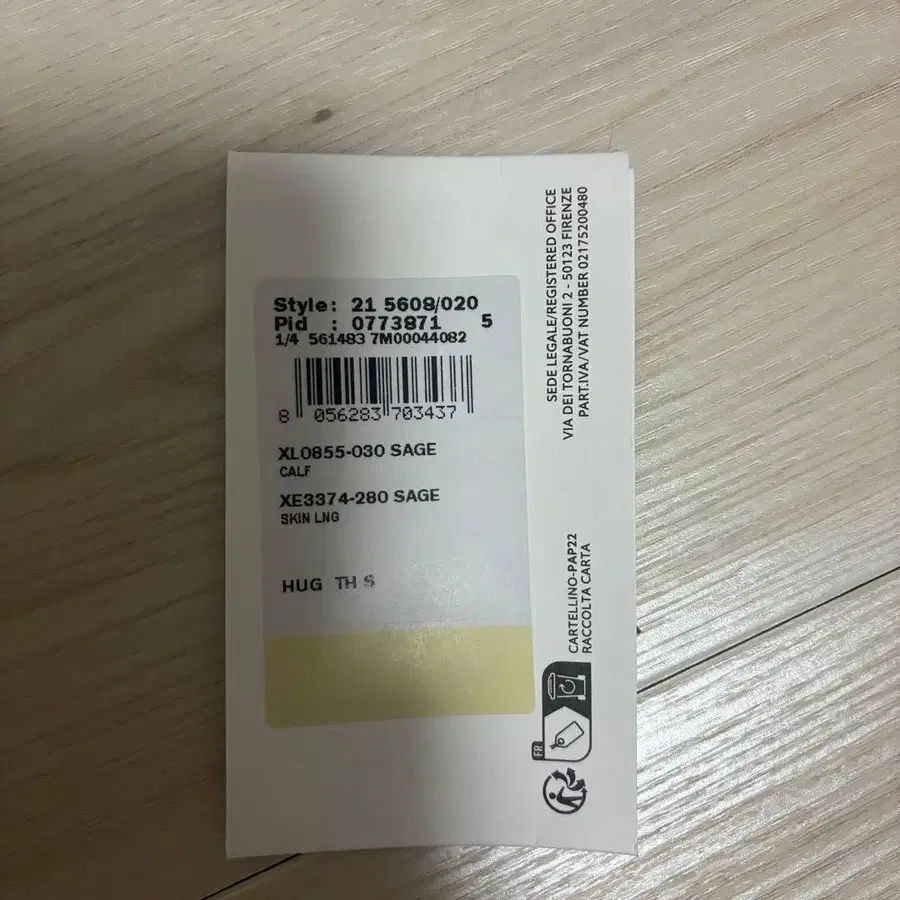 Style: 21 5608/020
Pid : 0773871 5
1/4 561483 7M00044082
8 056283 703437
XL0855-030 SAGE
CALF
XE3374-280 SAGE
SKIN LNG
HUG TH S
SEDE LEGALE/REGISTERED OFFICE
VIA DEI TORNABUONI 2 - 50123 FIRENZE
PART.IVA/VAT NUMBER 02175200480
CARTELLINO-PAP22
RACCOLTA CARTA
FR